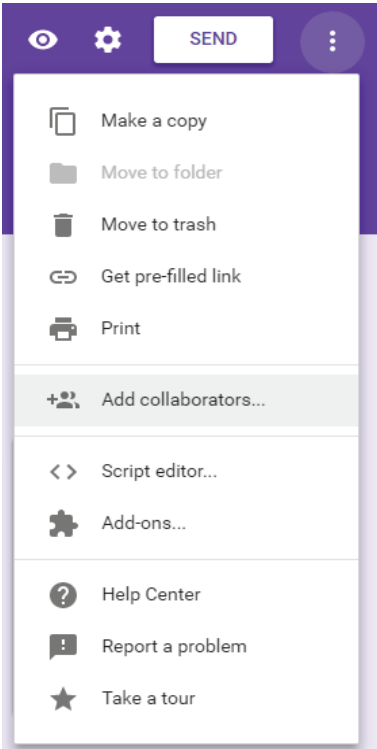 SEND
Make a copy
Move to folder
Move to trash
Get pre-filled link
Print
Add collaborators...
Script editor...
Add-ons...
Help Center
Report a problem
Take a tour